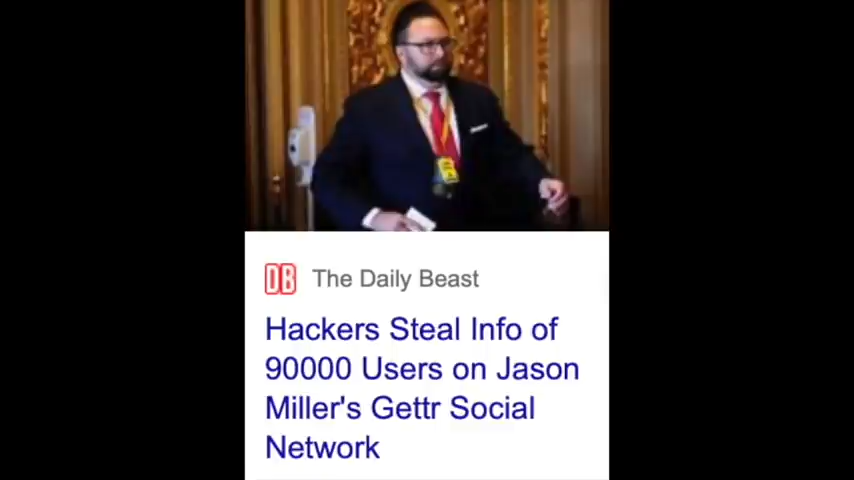 DB
The Daily Beast
Hackers Steal Info of
90000 Users on Jason
Miller's Gettr Social
Network